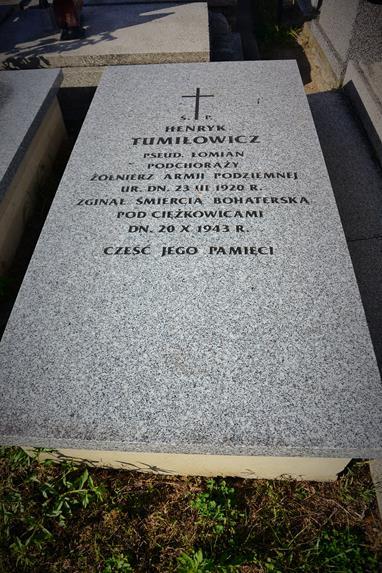 Ś. P.
HENRYK
TUMIŁOWICZ
PSEUD. ŁOMIAN
PODCHORĄŻY
ŻOŁNIERZ ARMII PODZIEMNEJ
UR. DN. 23 III 1920 R.
ZGINĄŁ ŚMIERCIĄ BOHATERSKĄ
POD CIĘŻKOWICAMI
DN. 20 X 1943 R.
CZEŚĆ JEGO PAMIĘCI